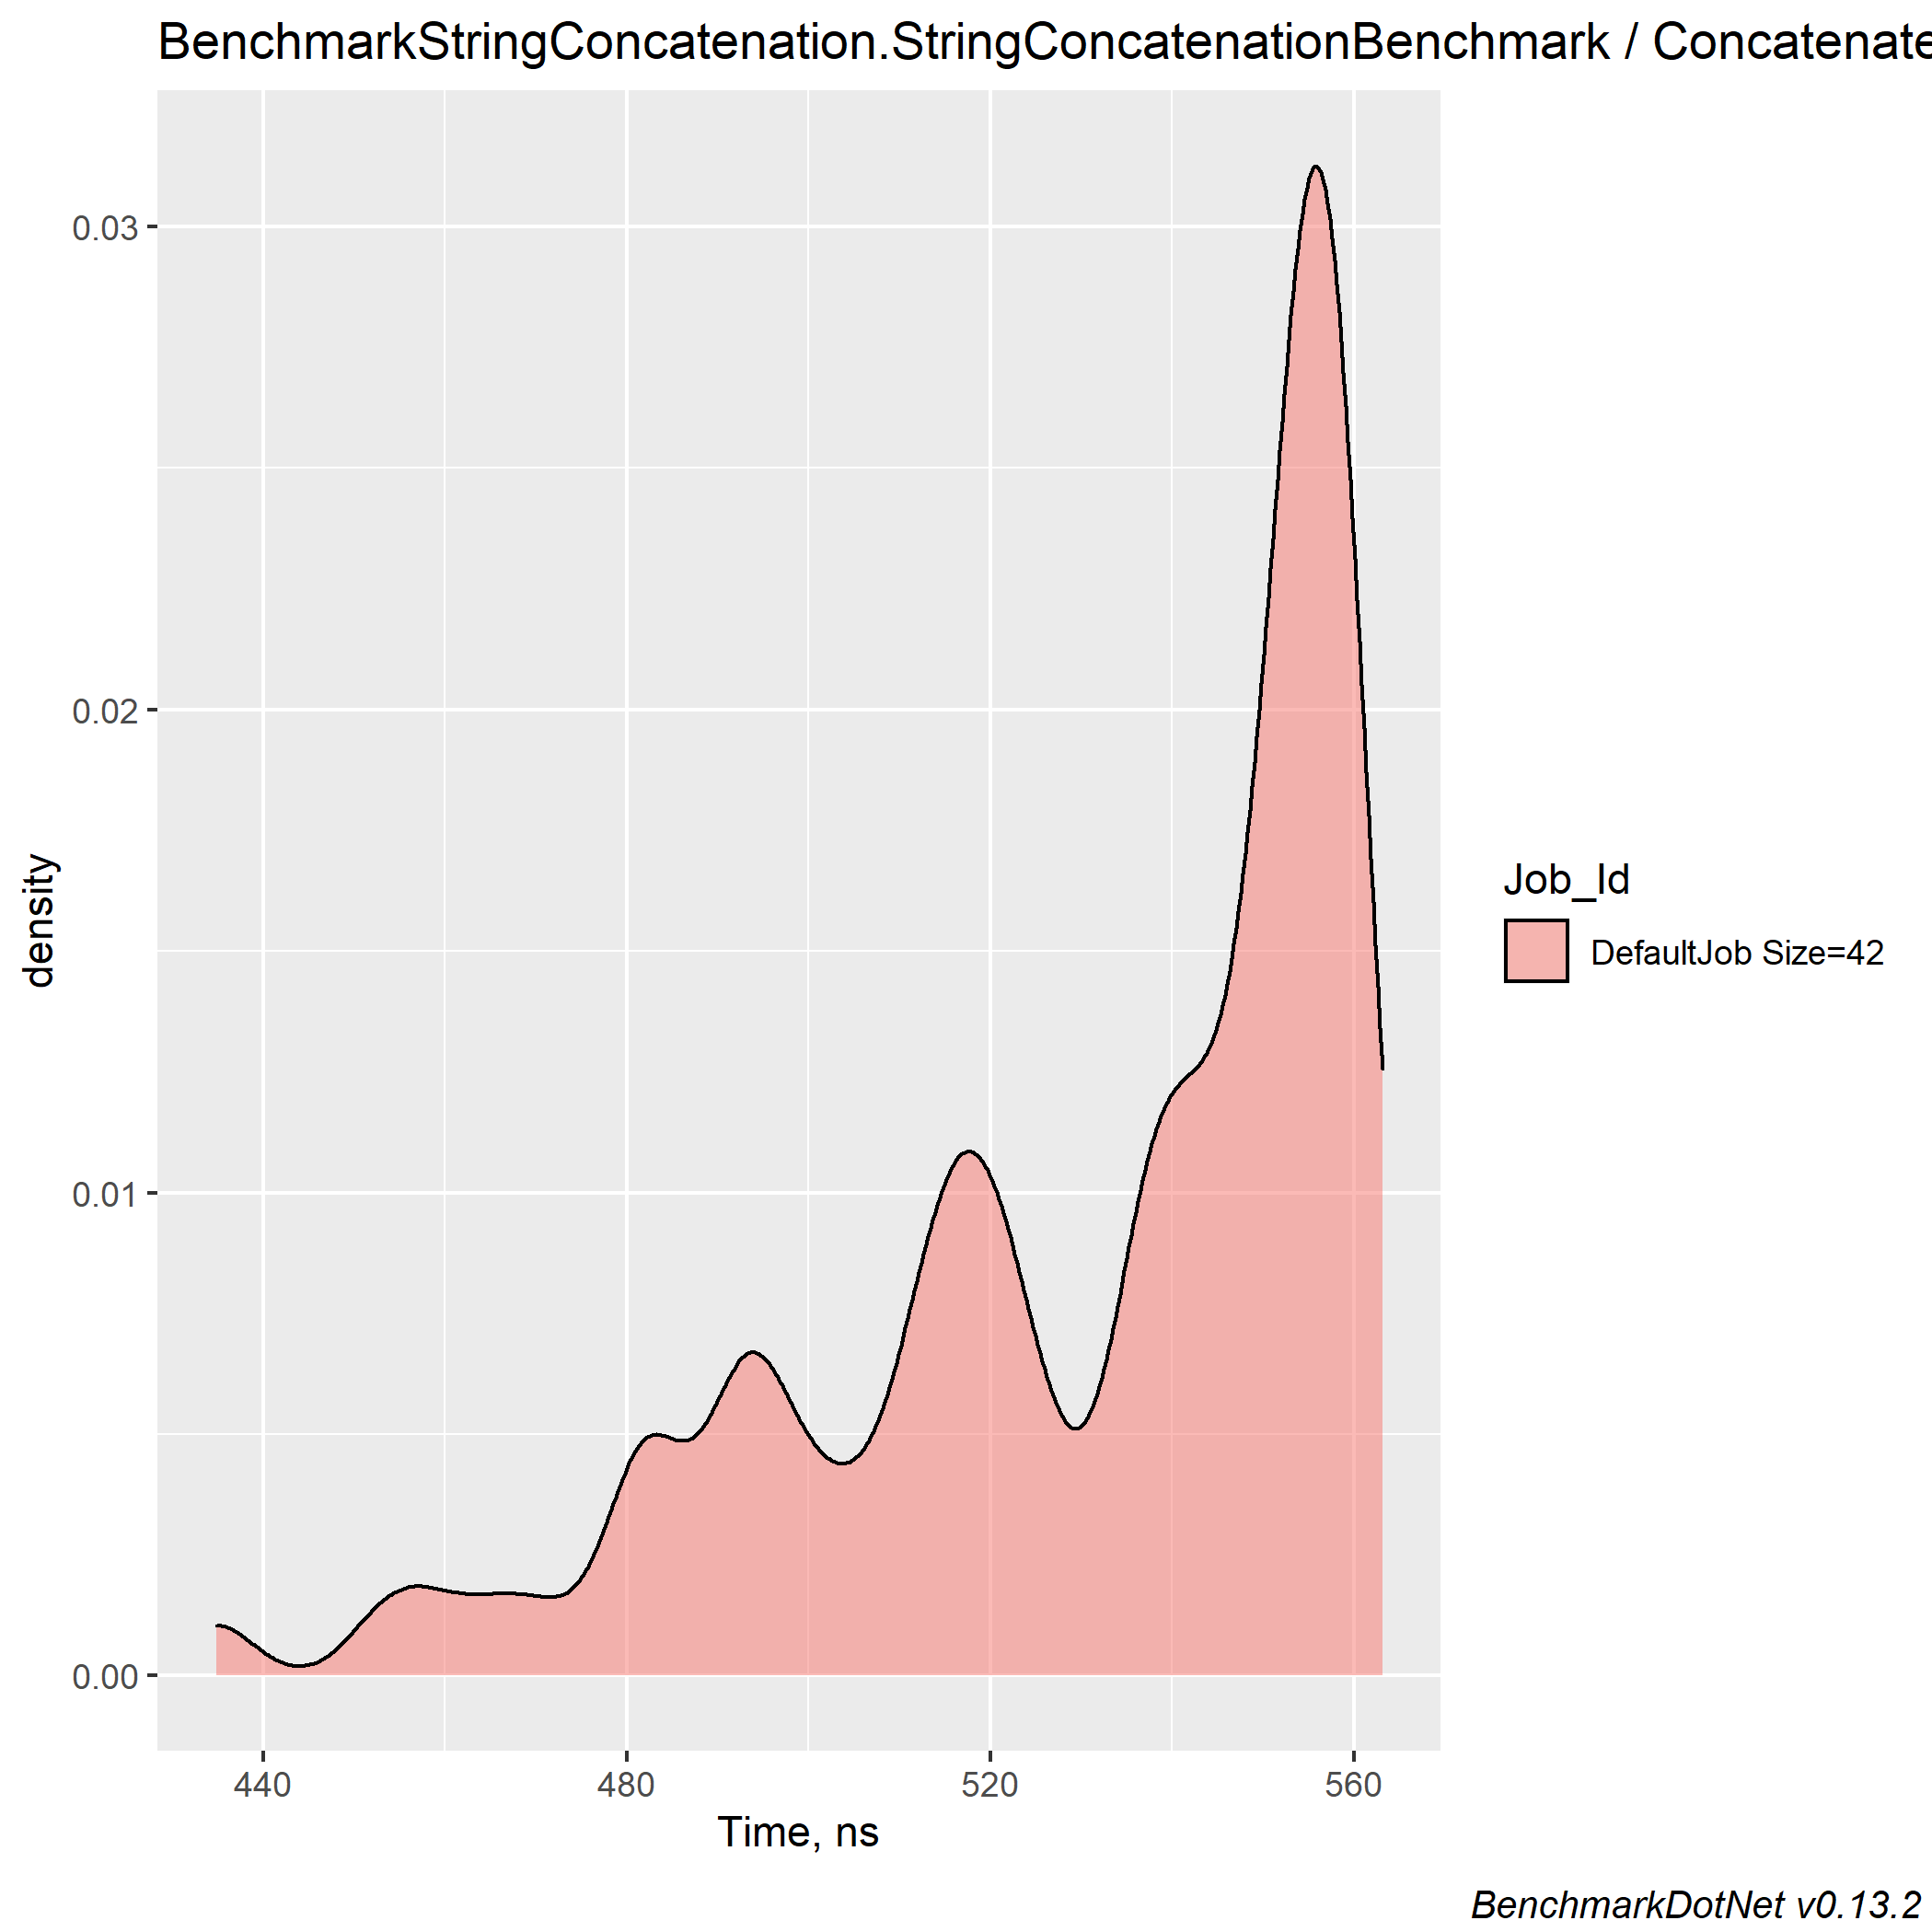 BenchmarkStringConcatenation.StringConcatenationBenchmark / Concatenate
0.03
0.02
0.01
0.00
density
440 480 520 560
Time, ns
Job_Id
DefaultJob Size=42
BenchmarkDotNet v0.13.2